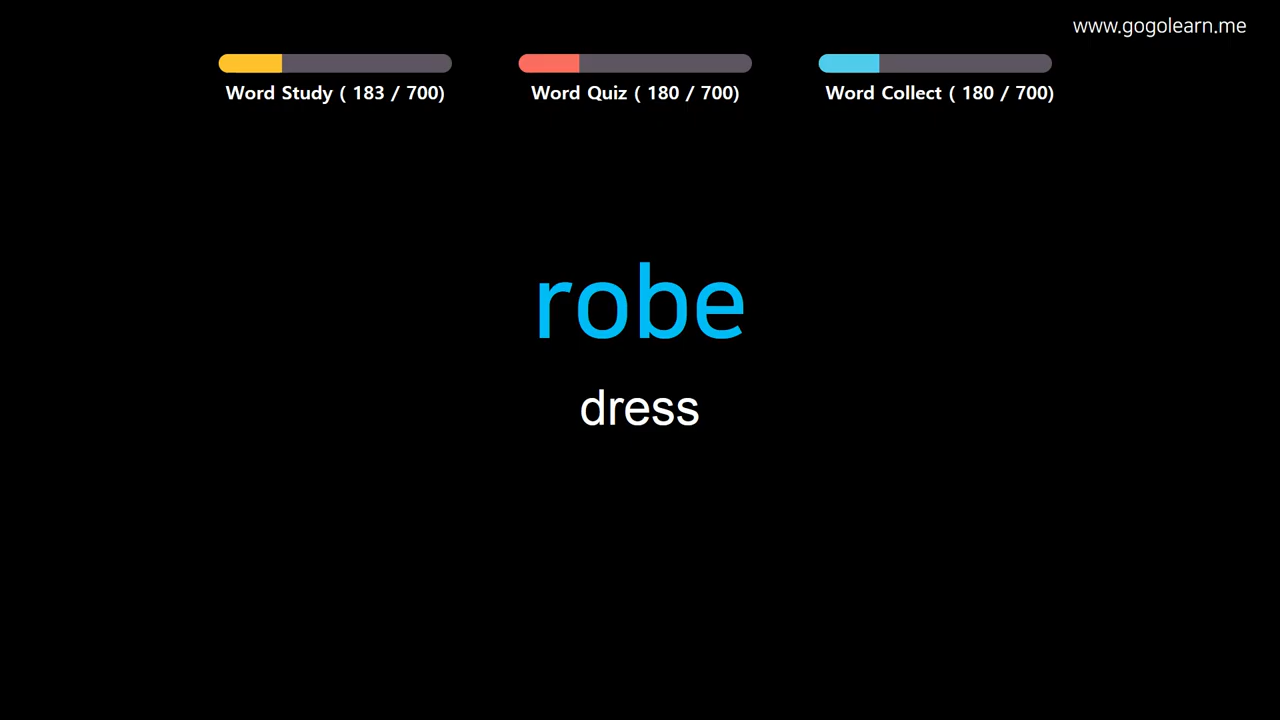 www.gogolearn.me
Word Study ( 183 / 700)
Word Quiz ( 180 / 700)
Word Collect ( 180 / 700)
robe
dress